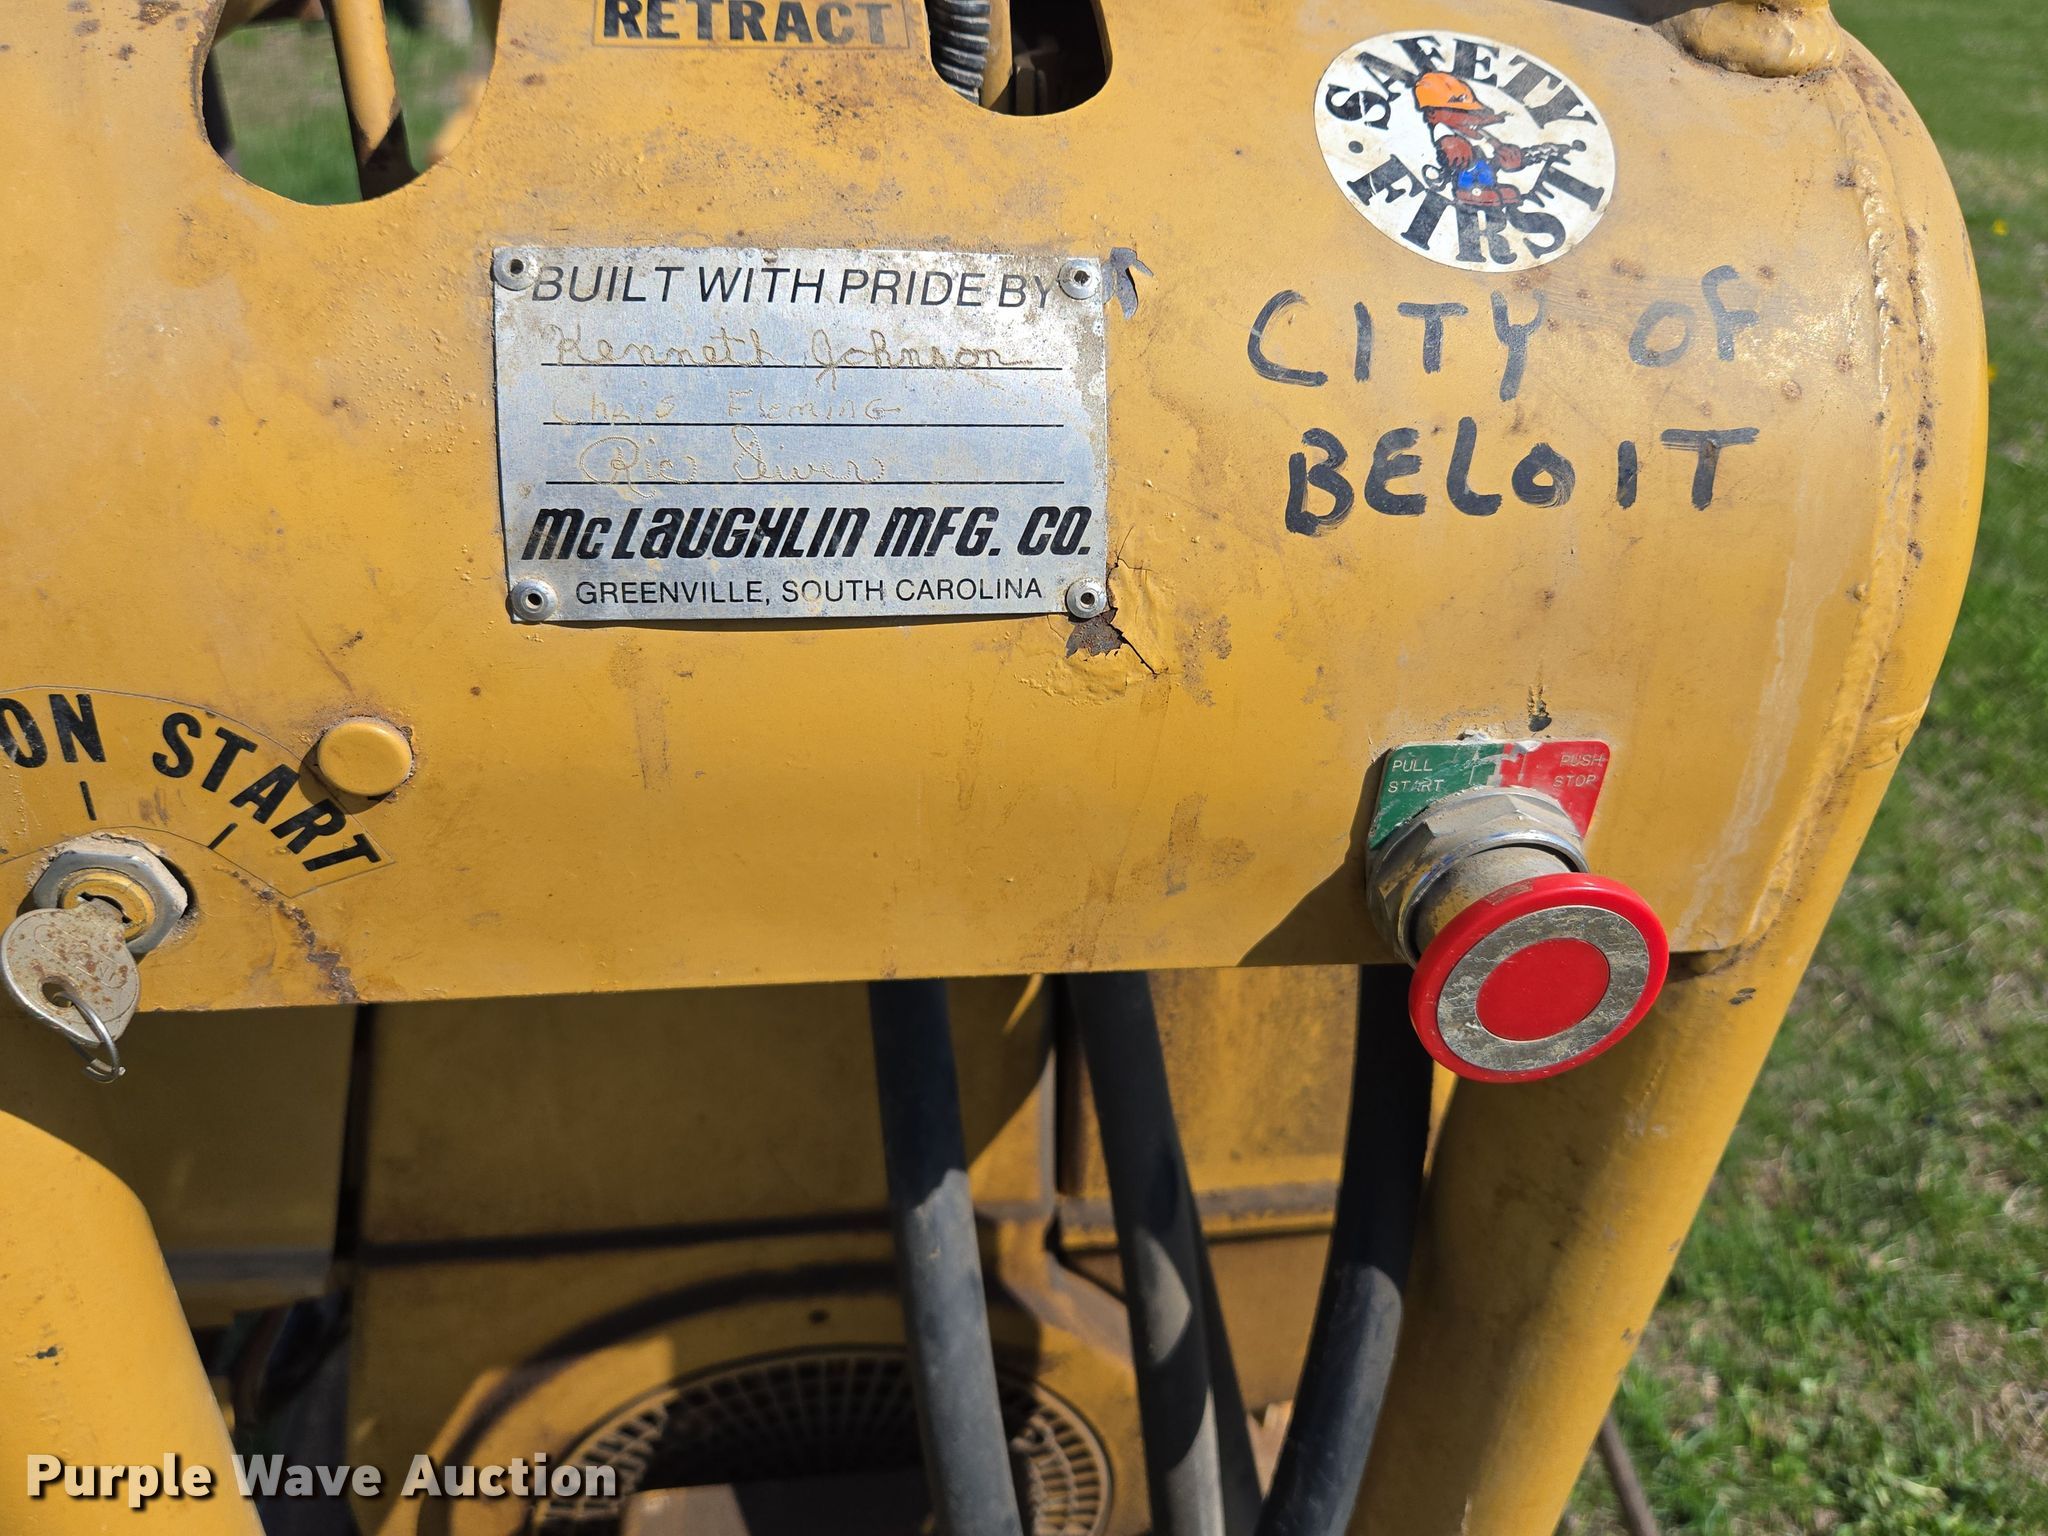 RETRACT
SAFETY
FIRST
BUILT WITH PRIDE BY
Kenneth Johnson
Chris Fleming
Ric
McLaughlin MFG. CO.
GREENVILLE, SOUTH CAROLINA
CITY OF
BELOIT
ON START
PULL
START
PUSH
STOP
Purple Wave Auction